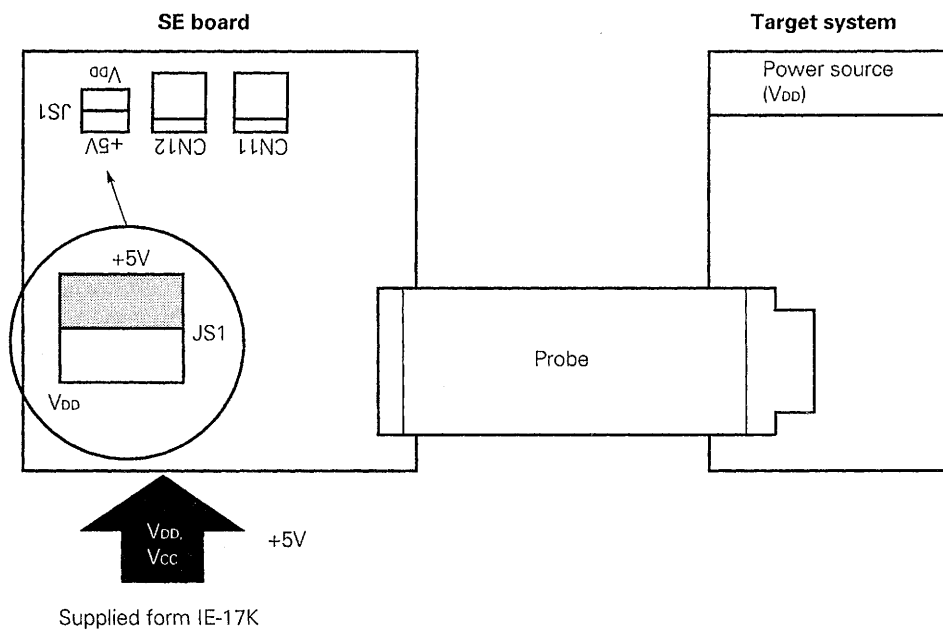 SE board
Target system
VDD
JS1
+5V
CN12
CN11
Power source
(VDD)
+5V
JS1
VDD
Probe
VDD,
VCC
+5V
Supplied form IE-17K